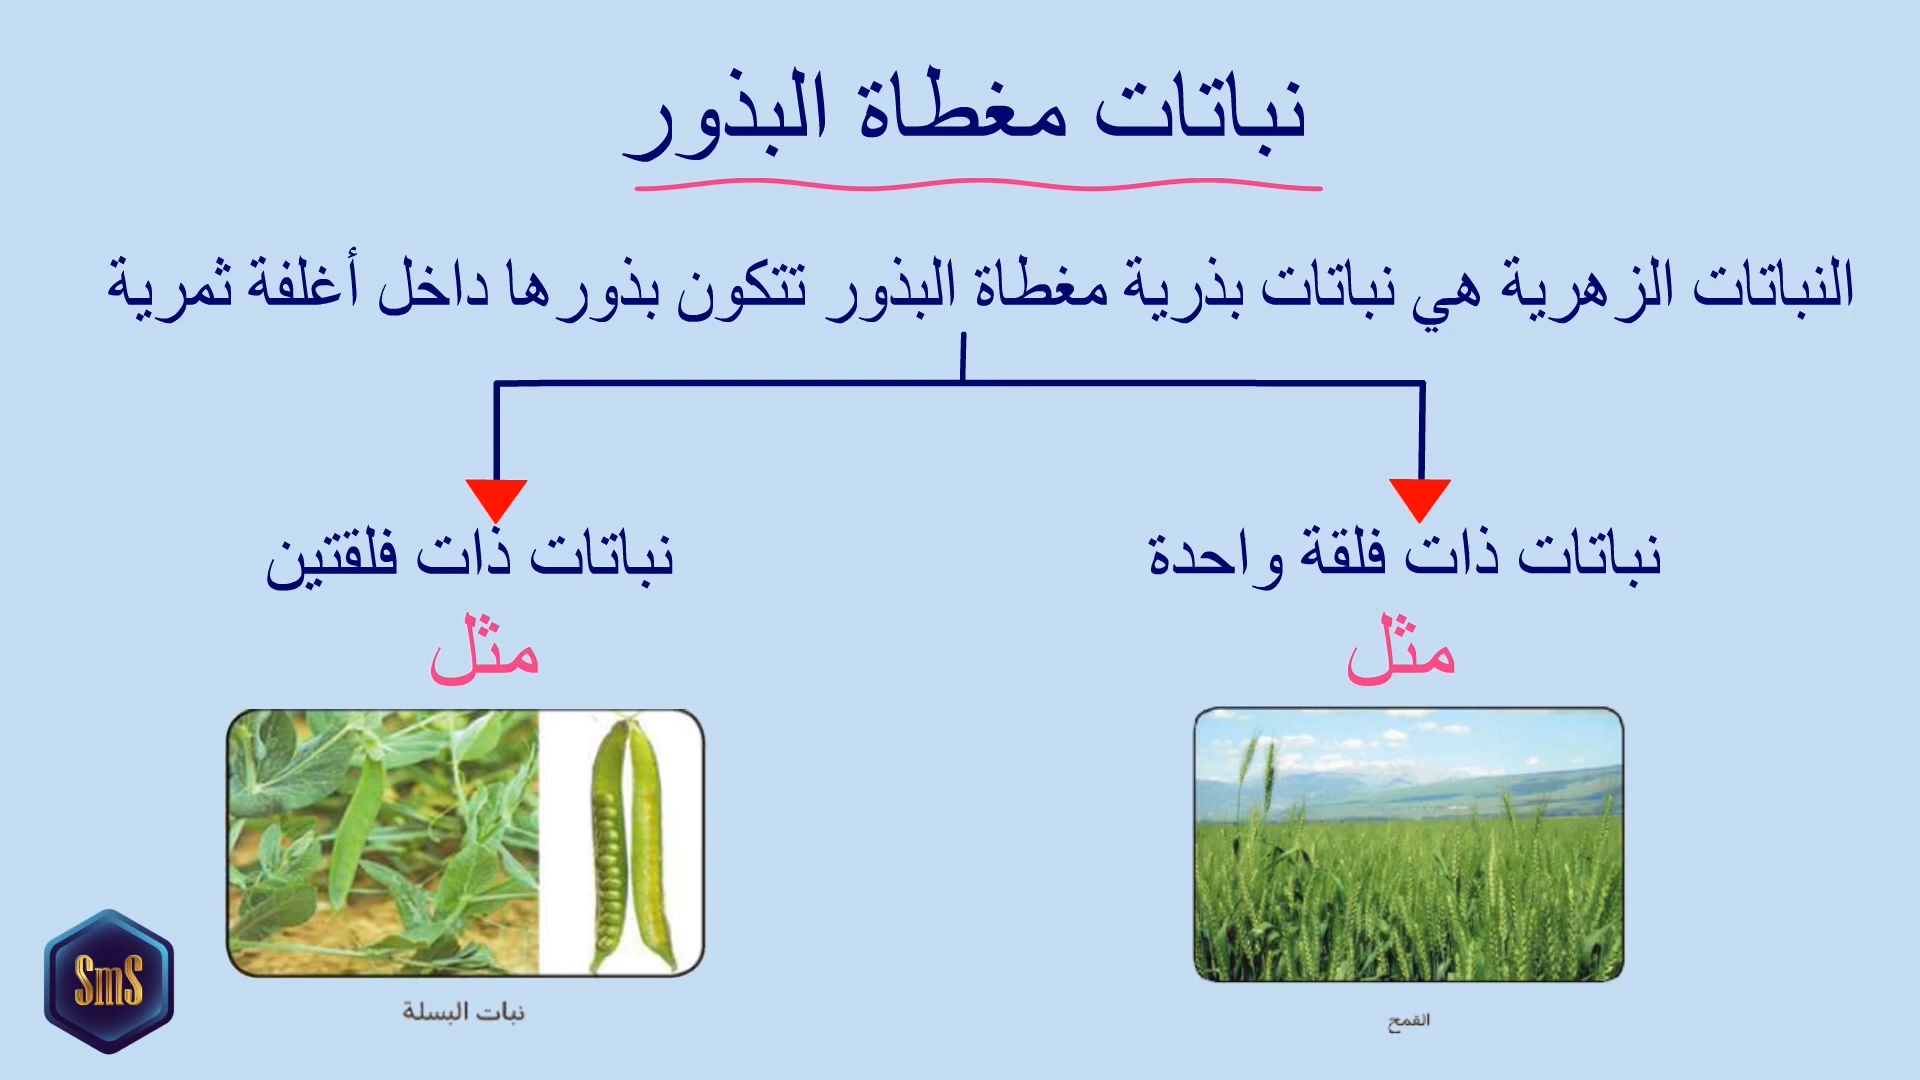 نباتات مغطاة البذور
النباتات الزهرية هي نباتات بذرية مغطاة البذور تتكون بذورها داخل أغلفة ثمرية
نباتات ذات فلقة واحدة
مثل
القمح
نباتات ذات فلقتين
مثل
نبات البسلة
SmS